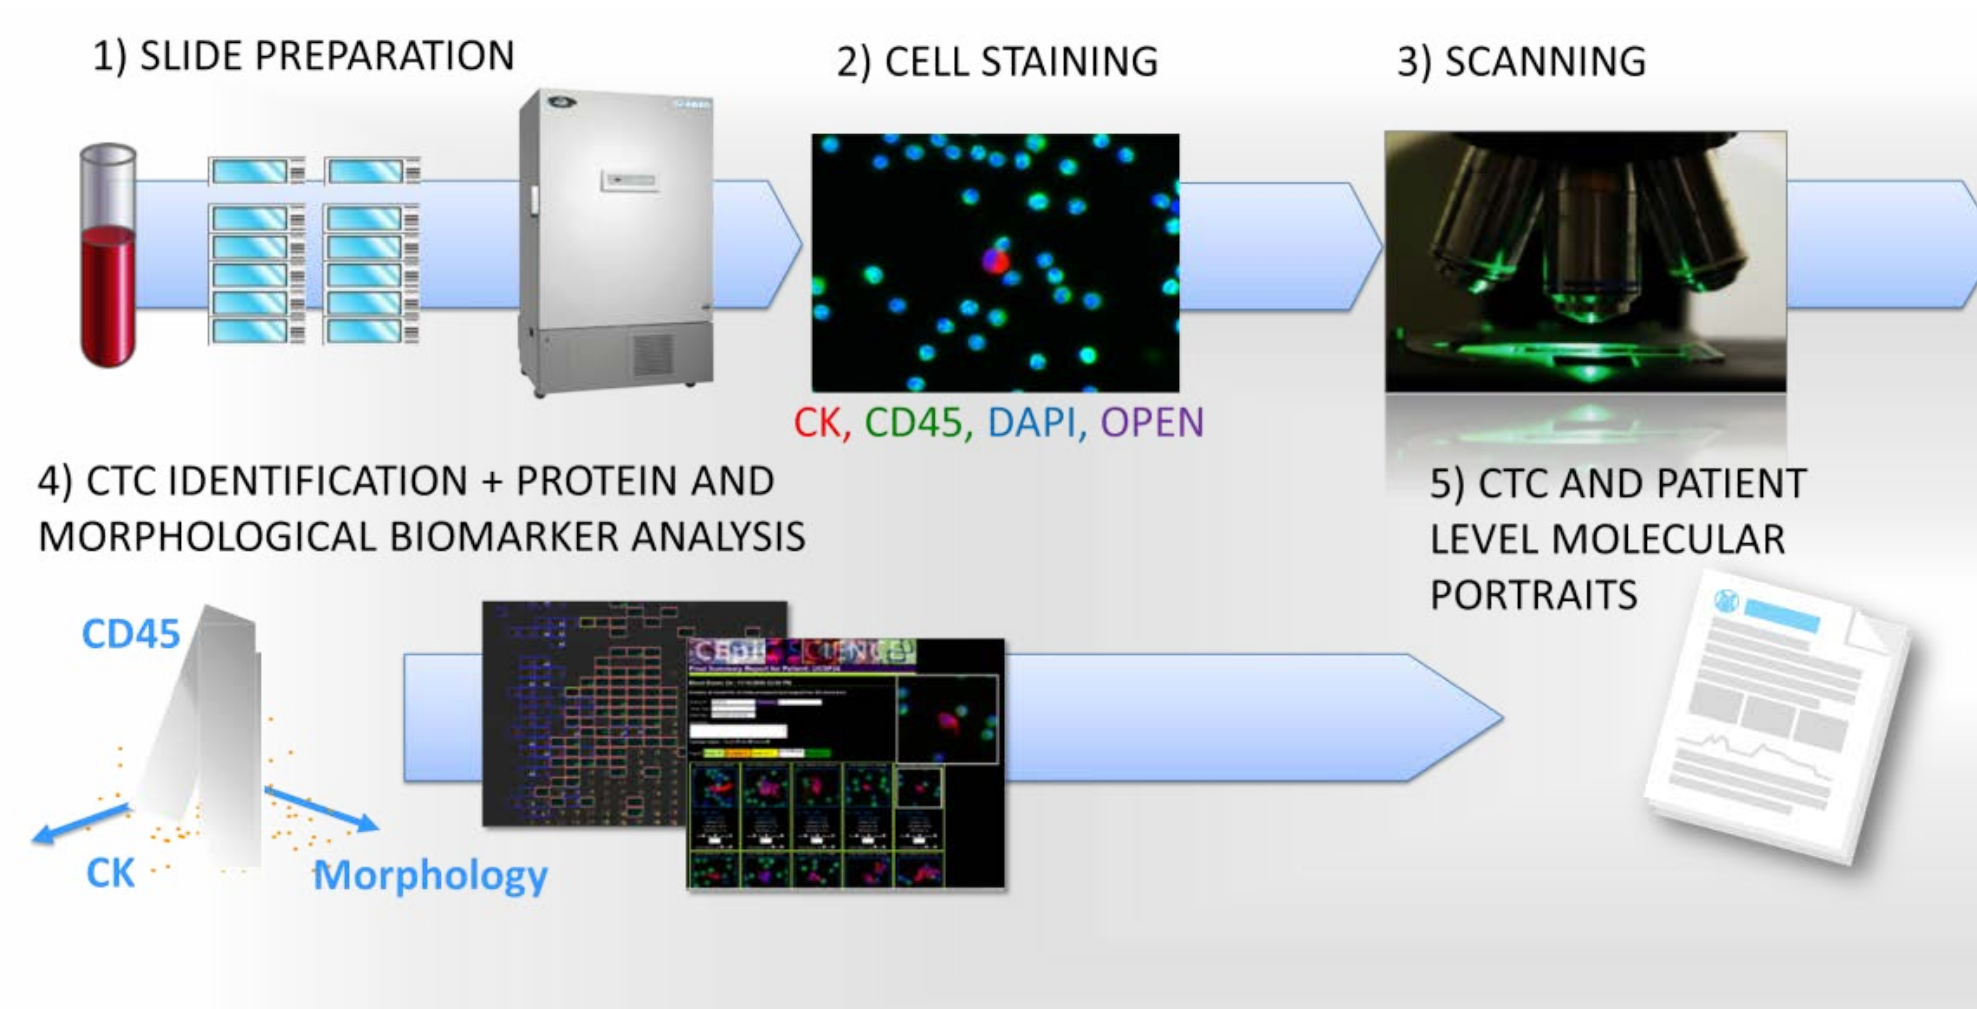 1) SLIDE PREPARATION
2) CELL STAINING
3) SCANNING
CK, CD45, DAPI, OPEN
4) CTC IDENTIFICATION + PROTEIN AND
MORPHOLOGICAL BIOMARKER ANALYSIS
5) CTC AND PATIENT
LEVEL MOLECULAR
PORTRAITS
CD45
CK
Morphology